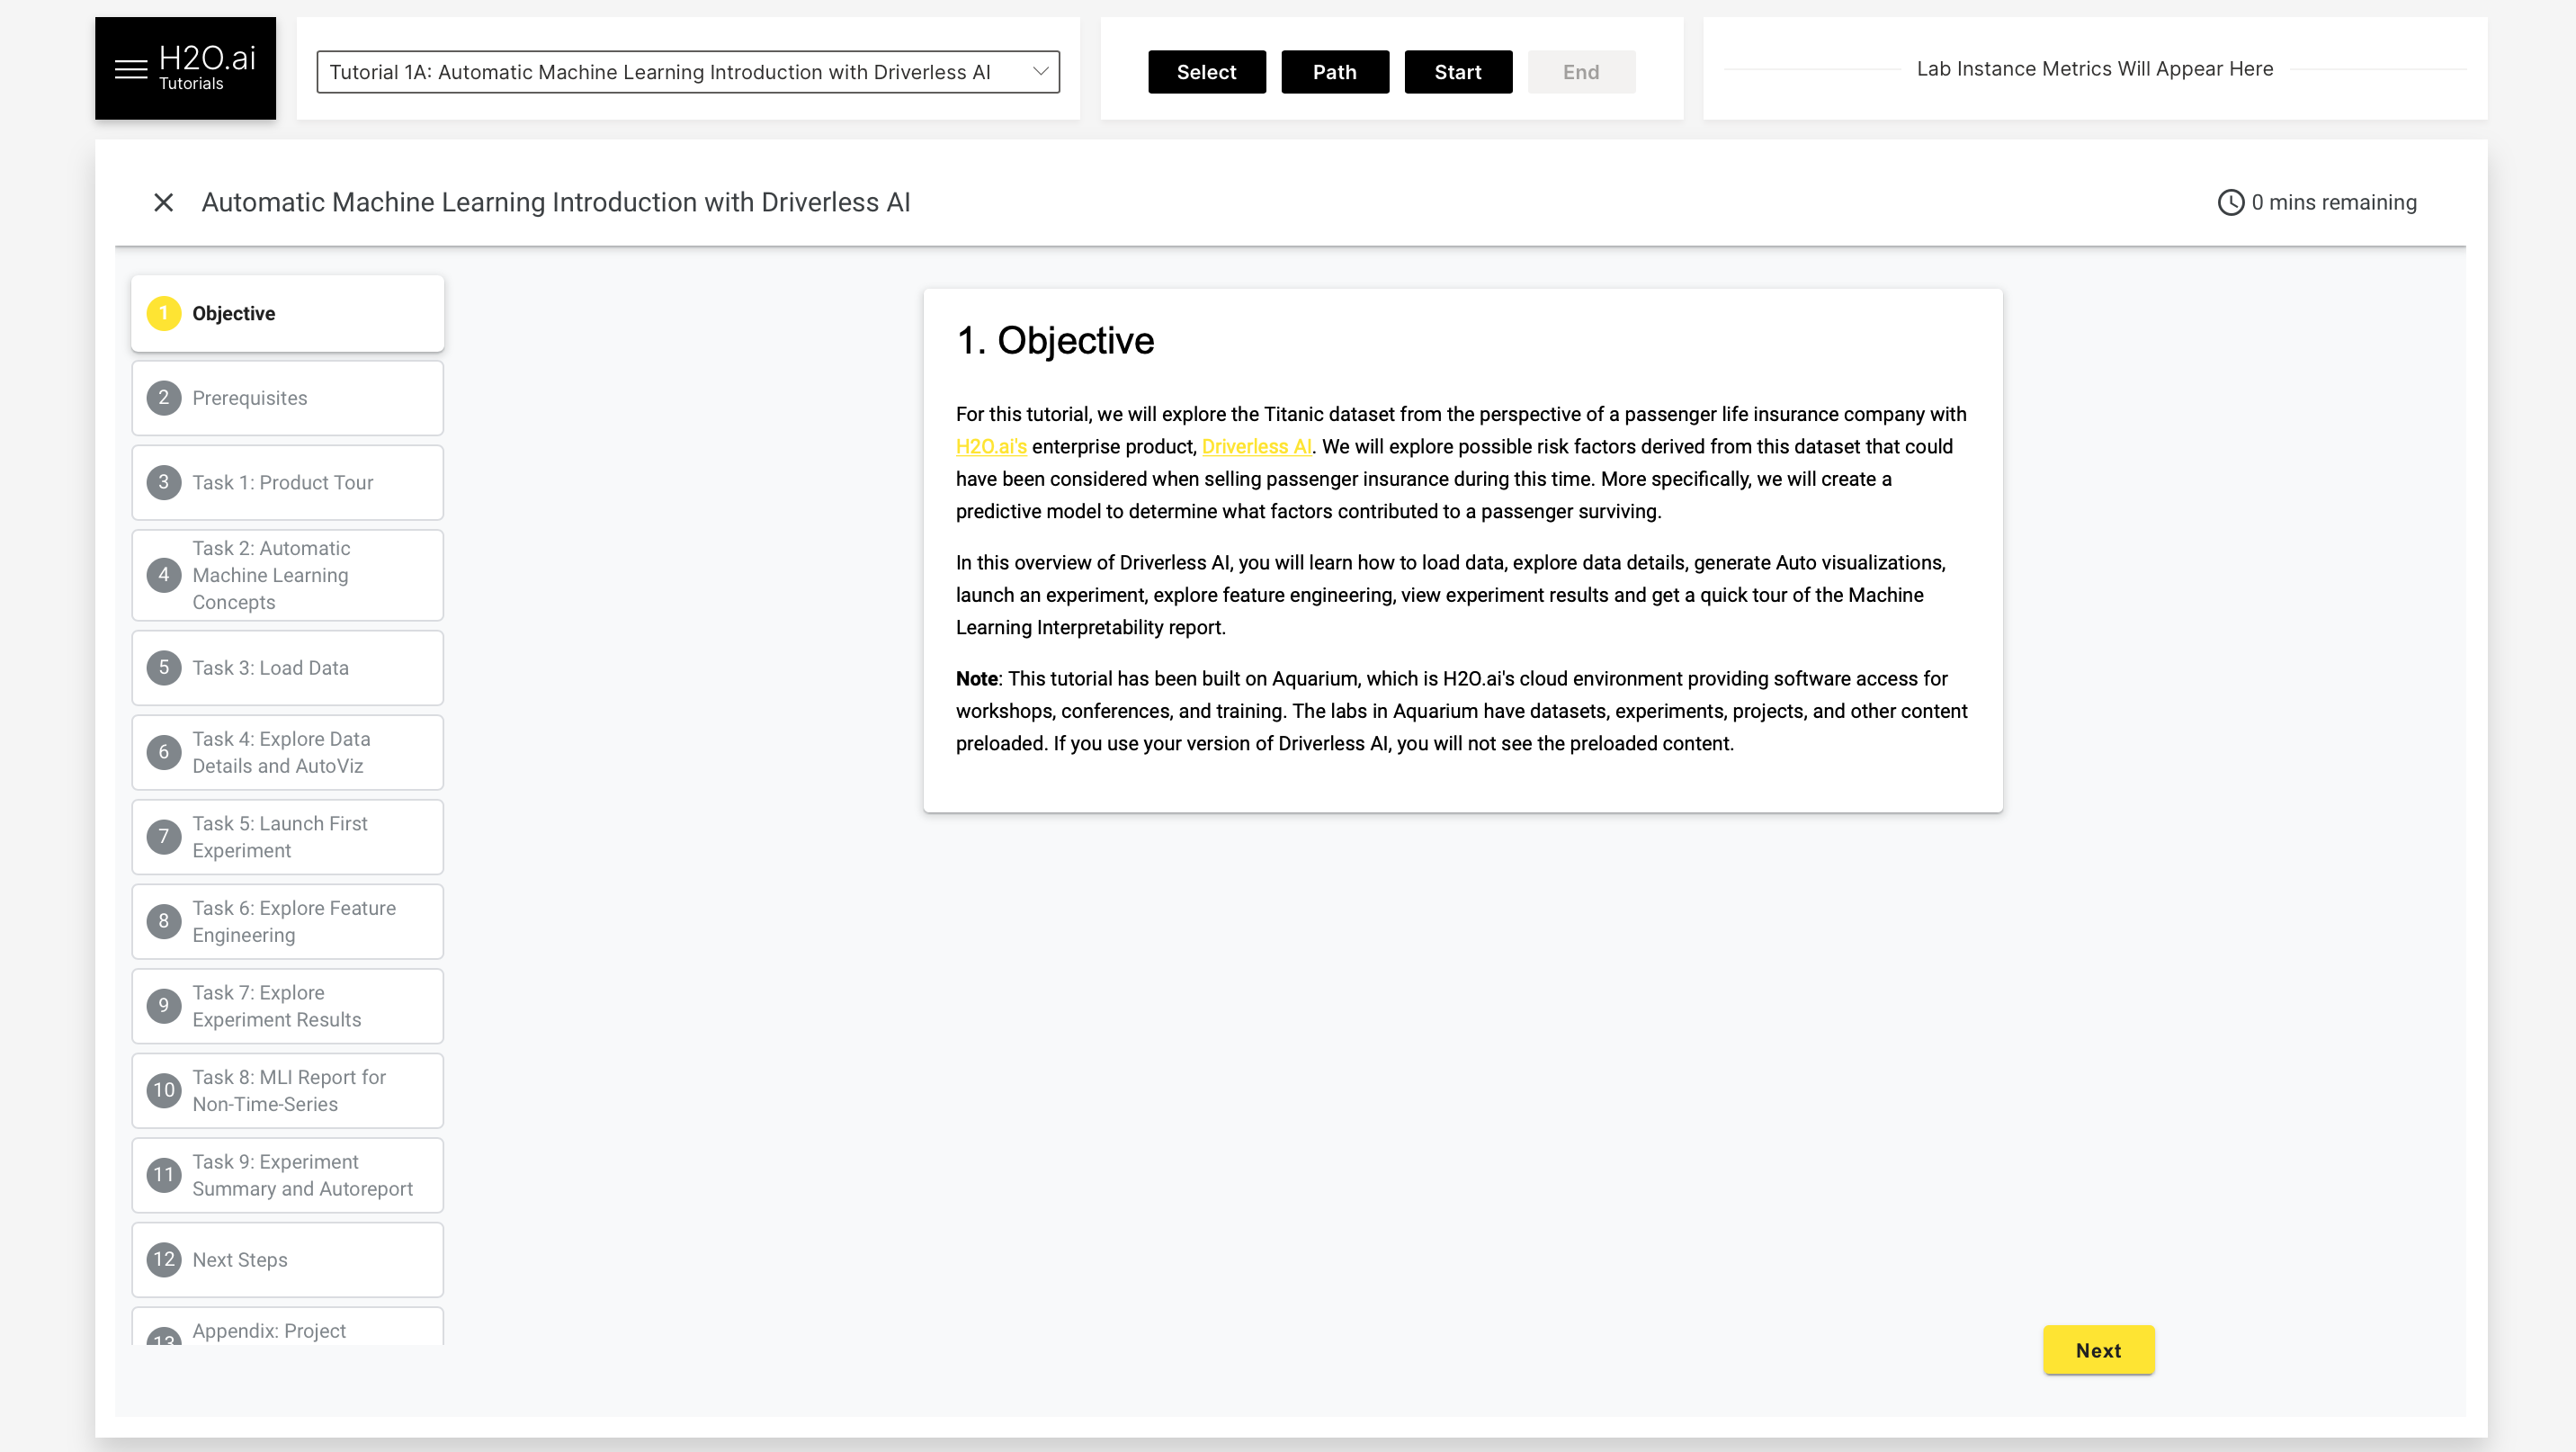 H2O.ai
Tutorials
Tutorial 1A: Automatic Machine Learning Introduction with Driverless AI
Select
Path
Start
End
Lab Instance Metrics Will Appear Here
Automatic Machine Learning Introduction with Driverless AI
0 mins remaining
1 Objective
2 Prerequisites
3 Task 1: Product Tour
4 Task 2: Automatic
Machine Learning
Concepts
5 Task 3: Load Data
6 Task 4: Explore Data
Details and AutoViz
7 Task 5: Launch First
Experiment
8 Task 6: Explore Feature
Engineering
9 Task 7: Explore
Experiment Results
10 Task 8: MLI Report for
Non-Time-Series
11 Task 9: Experiment
Summary and Autoreport
12 Next Steps
13 Appendix: Project
1. Objective
For this tutorial, we will explore the Titanic dataset from the perspective of a passenger life insurance company with
H2O.ai's enterprise product, Driverless AI. We will explore possible risk factors derived from this dataset that could
have been considered when selling passenger insurance during this time. More specifically, we will create a
predictive model to determine what factors contributed to a passenger surviving.
In this overview of Driverless AI, you will learn how to load data, explore data details, generate Auto visualizations,
launch an experiment, explore feature engineering, view experiment results and get a quick tour of the Machine
Learning Interpretability report.
Note: This tutorial has been built on Aquarium, which is H2O.ai's cloud environment providing software access for
workshops, conferences, and training. The labs in Aquarium have datasets, experiments, projects, and other content
preloaded. If you use your version of Driverless AI, you will not see the preloaded content.
Next